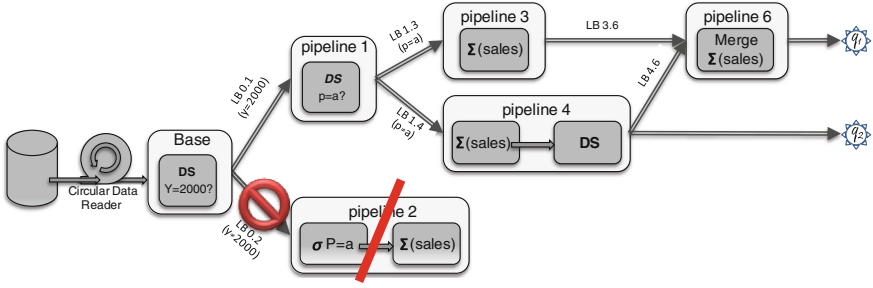 Circular Data
Reader
Base
DS
Y=2000?
LB 0.1
(y=2000)
LB 0.2
(y=2000)
pipeline 1
DS
p=a?
LB 1.3
(p=a)
LB 1.4
(p=a)
pipeline 2
σ P=a
Σ(sales)
pipeline 3
Σ(sales)
pipeline 4
Σ(sales)
DS
LB 3.6
LB 4.6
pipeline 6
Merge
Σ(sales)
q1
q2